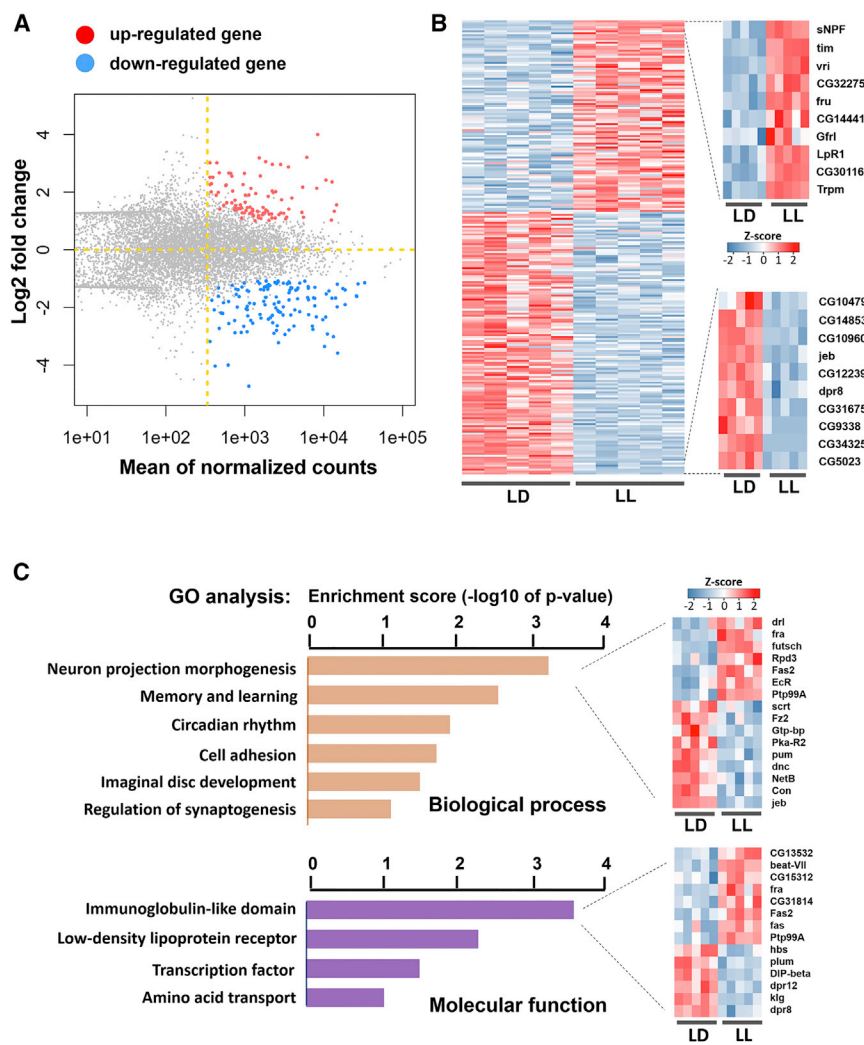 A
up-regulated gene
down-regulated gene
Log2 fold change
4
2
0
-2
-4
1e+01 1e+02 1e+03 1e+04 1e+05
Mean of normalized counts
B
LD LL
sNPF
tim
vri
CG32275
fru
CG14441
Gfrl
LpR1
CG30116
Trpm
LD LL
Z-score
-2 -1 0 1 2
CG10479
CG14853
CG10960
jeb
CG12239
dpr8
CG31675
CG9338
CG34325
CG5023
LD LL
C
GO analysis: Enrichment score (-log10 of p-value)
0 1 2 3 4
Neuron projection morphogenesis
Memory and learning
Circadian rhythm
Cell adhesion
Imaginal disc development
Regulation of synaptogenesis
Biological process
Z-score
-2 -1 0 1 2
drl
fra
futsch
Rpd3
Fas2
EcR
Ptp99A
scrt
Fz2
Gtp-bp
Pka-R2
pum
dnc
NetB
Con
jeb
LD LL
0 1 2 3 4
Immunoglobulin-like domain
Low-density lipoprotein receptor
Transcription factor
Amino acid transport
Molecular function
CG13532
beat-VII
CG15312
fra
CG31814
Fas2
fas
Ptp99A
hbs
plum
DIP-beta
dpr12
klg
dpr8
LD LL